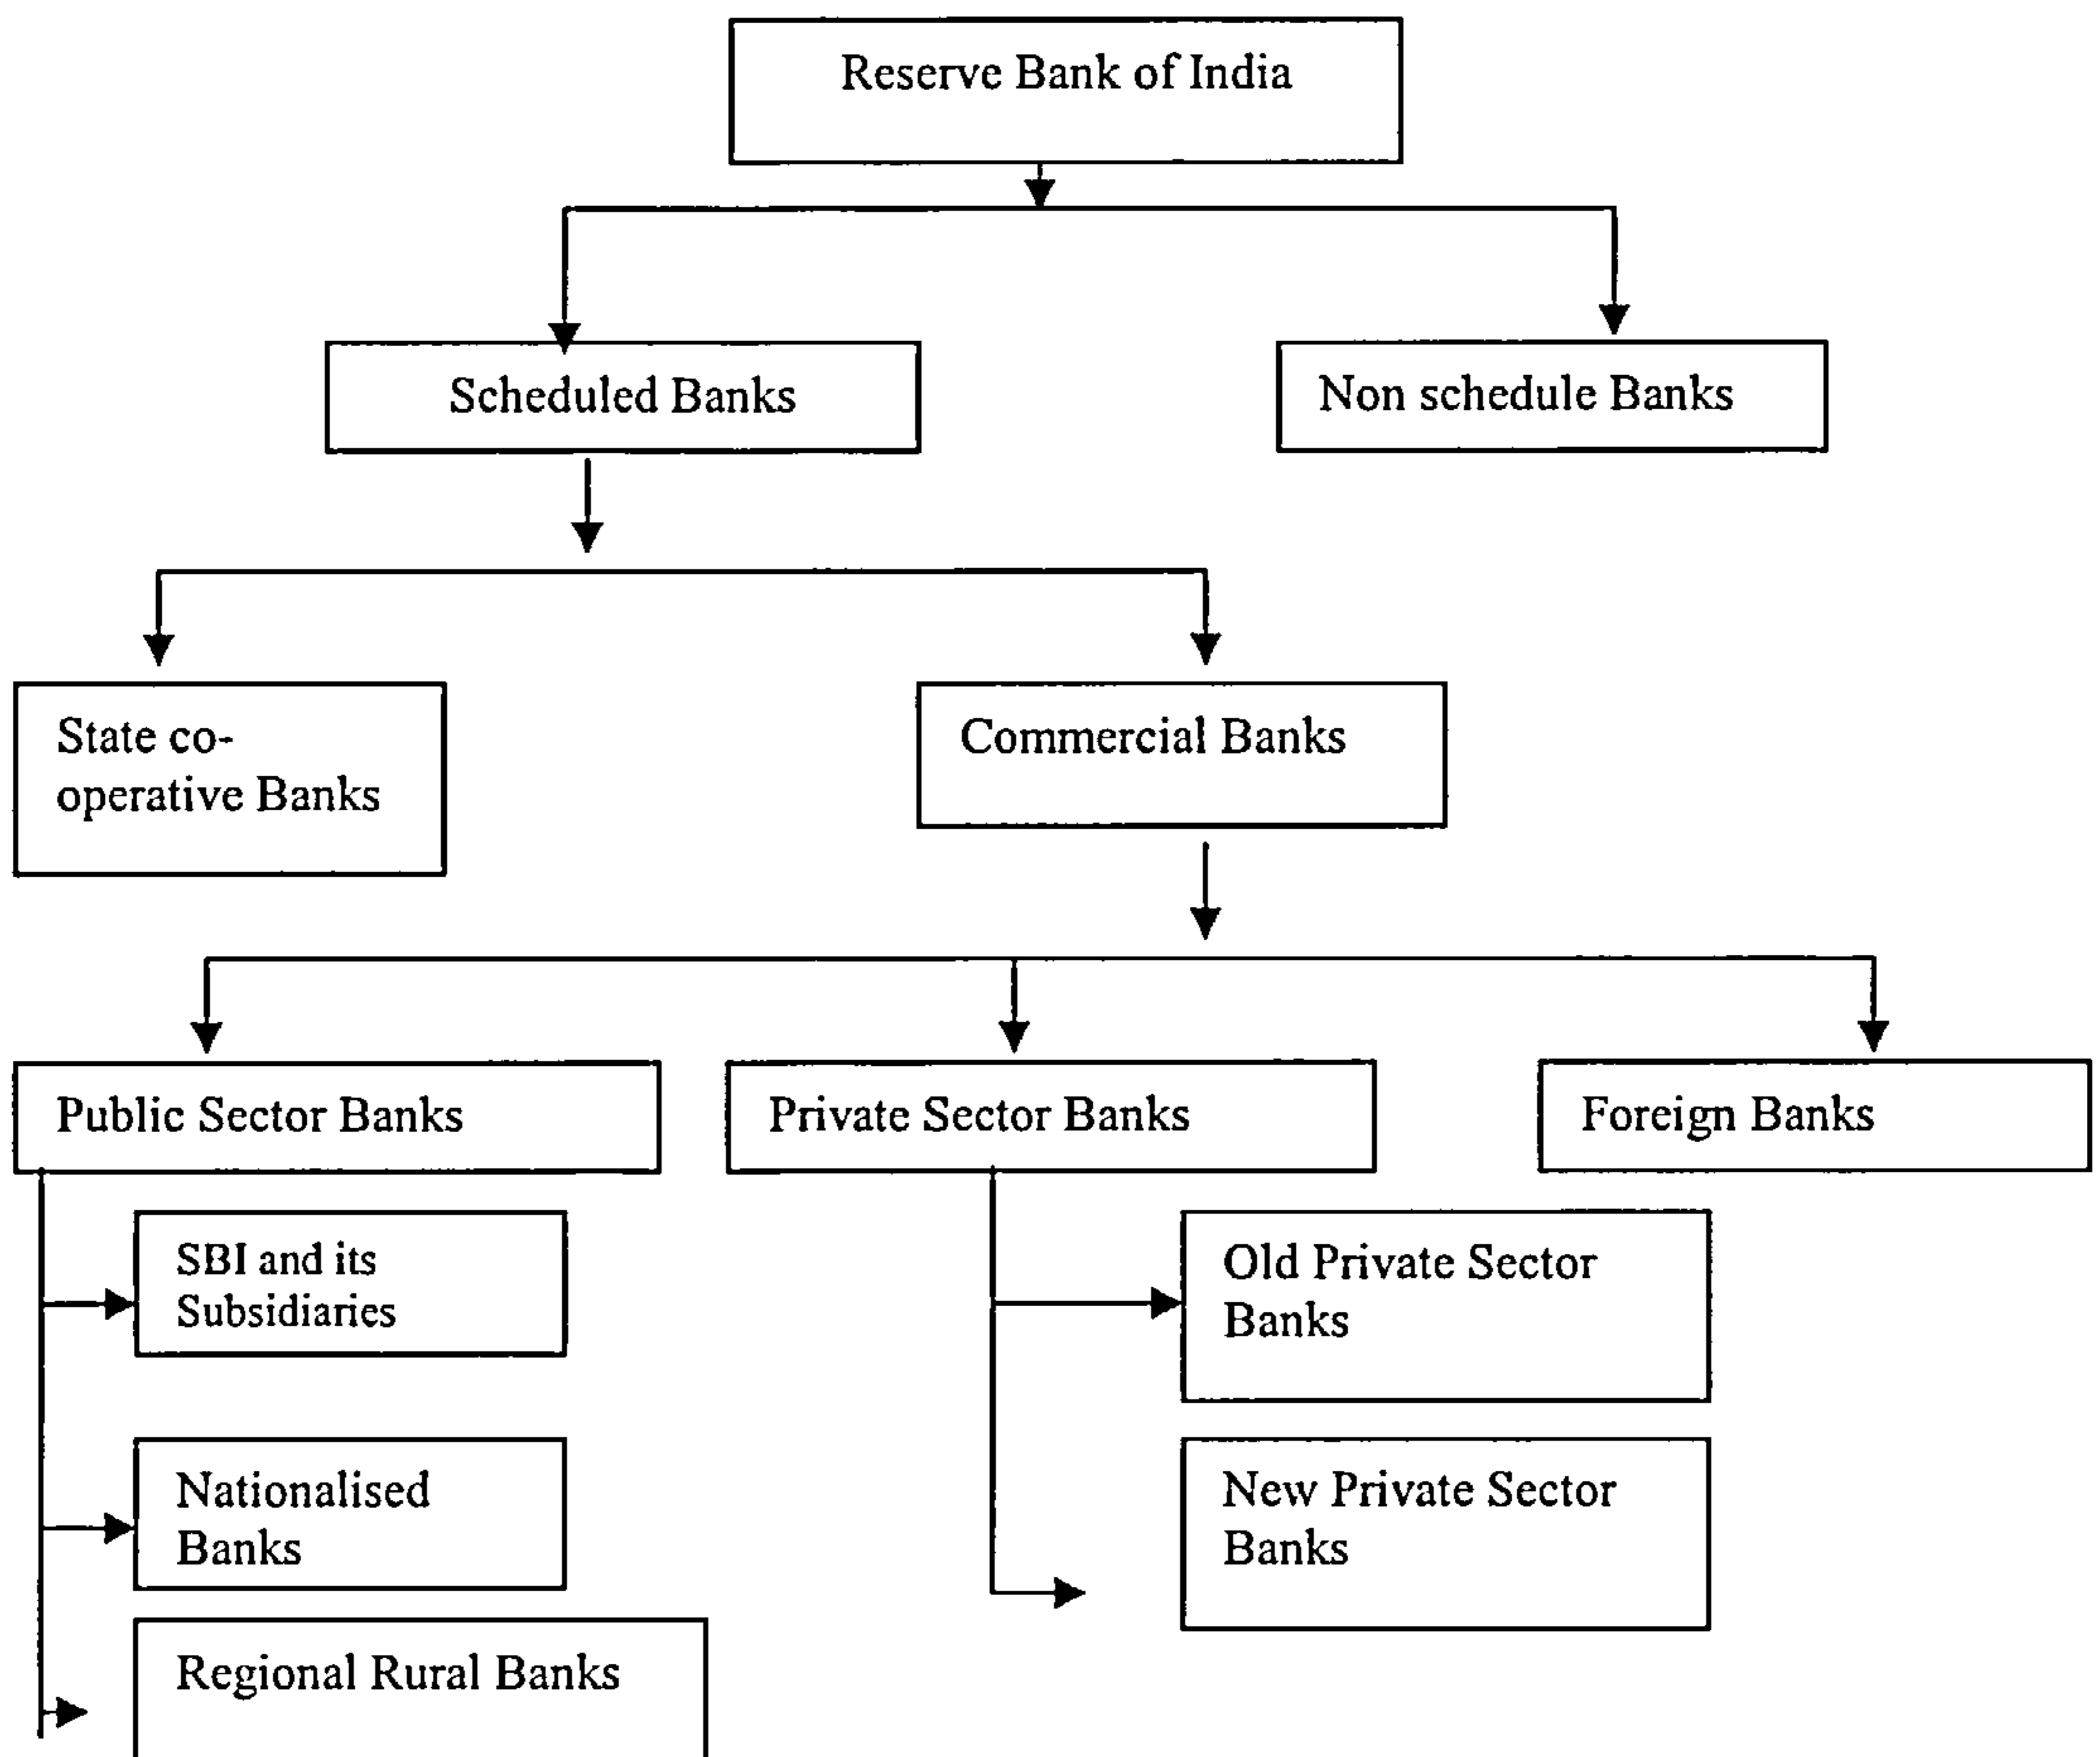 Reserve Bank of India
Scheduled Banks
Non schedule Banks
State co-
operative Banks
Commercial Banks
Public Sector Banks
Private Sector Banks
Foreign Banks
SBI and its
Subsidiaries
Old Private Sector
Banks
Nationalised
Banks
New Private Sector
Banks
Regional Rural Banks